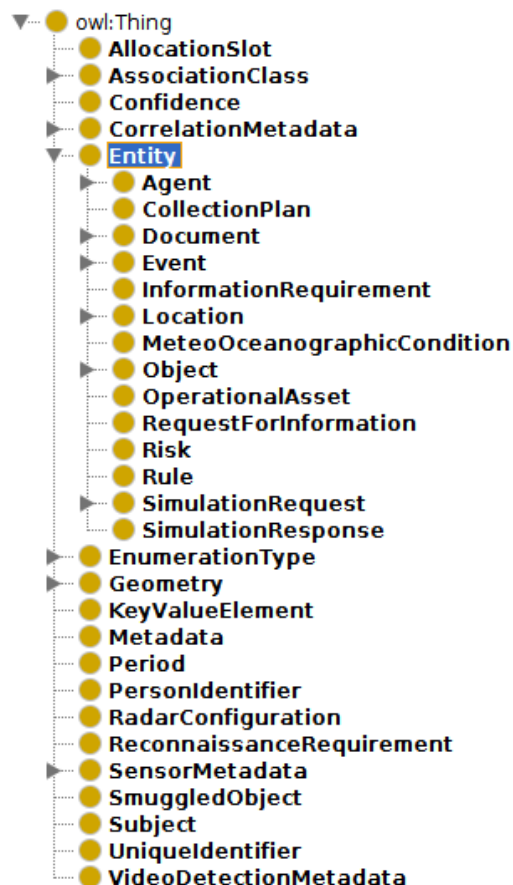 owl:Thing
AllocationSlot
AssociationClass
Confidence
CorrelationMetadata
Entity
Agent
CollectionPlan
Document
Event
InformationRequirement
Location
MeteoOceanographicCondition
Object
OperationalAsset
RequestForInformation
Risk
Rule
SimulationRequest
SimulationResponse
EnumerationType
Geometry
KeyValueElement
Metadata
Period
PersonIdentifier
RadarConfiguration
ReconnaissanceRequirement
SensorMetadata
SmuggledObject
Subject
UniqueIdentifier
VideoDetectionMetadata